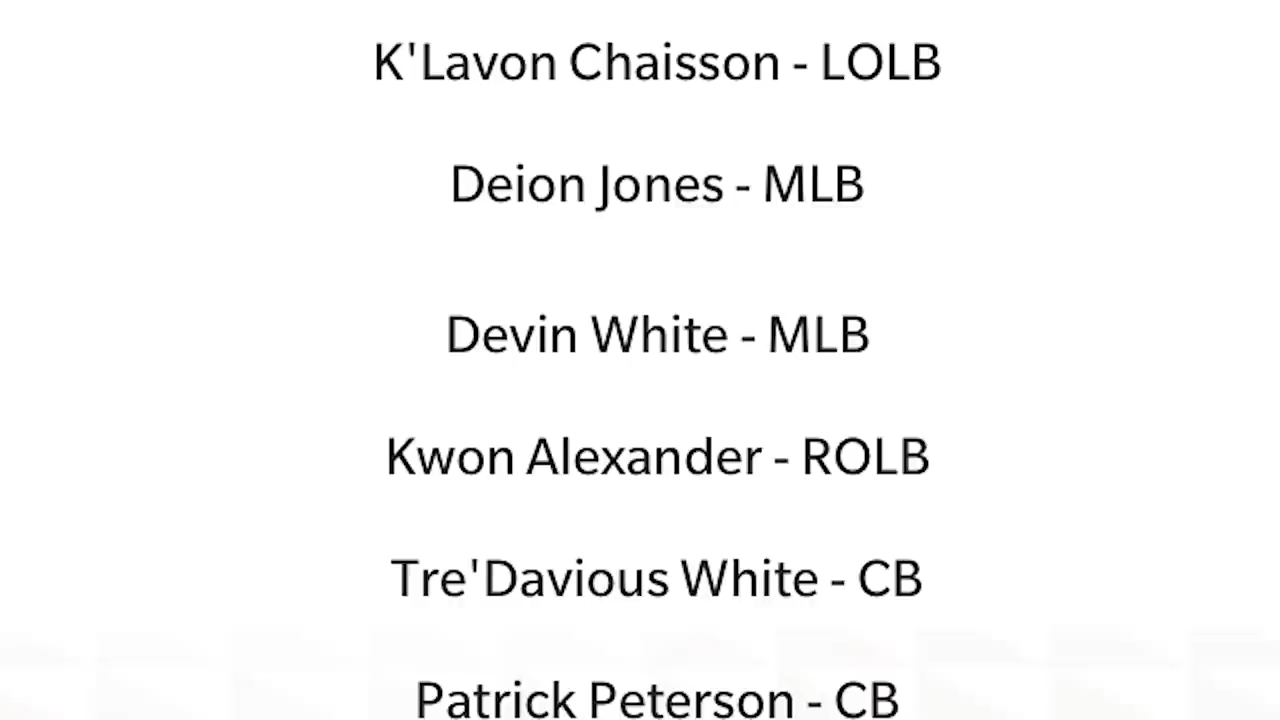 K'Lavon Chaisson - LOLB
Deion Jones - MLB
Devin White - MLB
Kwon Alexander - ROLB
Tre'Davious White - CB
Patrick Peterson - CB